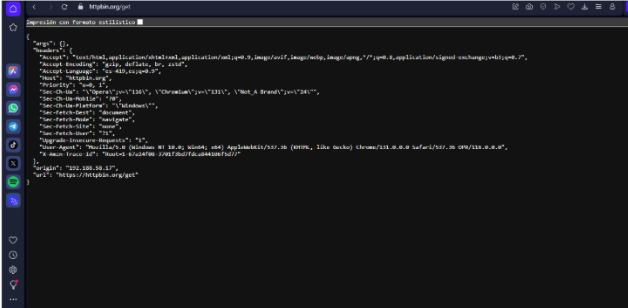 httpbin.org/get
Impresión con formato estilístico
{
"args": {},
"headers": {
"Accept": "text/html,application/xhtml+xml,application/xml;q=0.9,image/avif,image/webp,image/apng,*/*;q=0.8,application/signed-exchange;v=b3;q=0.7",
"Accept-Encoding": "gzip, deflate, br, zstd",
"Accept-Language": "es-419,es;q=0.9",
"Host": "httpbin.org",
"Priority": "u=0, i",
"Sec-Ch-Ua": "\"Opera\";v=\"116\", \"Chromium\";v=\"131\", \"Not_A Brand\";v=\"24\"",
"Sec-Ch-Ua-Mobile": "?0",
"Sec-Ch-Ua-Platform": "\"Windows\"",
"Sec-Fetch-Dest": "document",
"Sec-Fetch-Mode": "navigate",
"Sec-Fetch-Site": "none",
"Sec-Fetch-User": "?1",
"Upgrade-Insecure-Requests": "1",
"User-Agent": "Mozilla/5.0 (Windows NT 10.0; Win64; x64) AppleWebKit/537.36 (KHTML, like Gecko) Chrome/131.0.0.0 Safari/537.36 OPR/116.0.0.0",
"X-Amzn-Trace-Id":
},
"origin": "192.188.58.17",
"url": "https://httpbin.org/get"
}